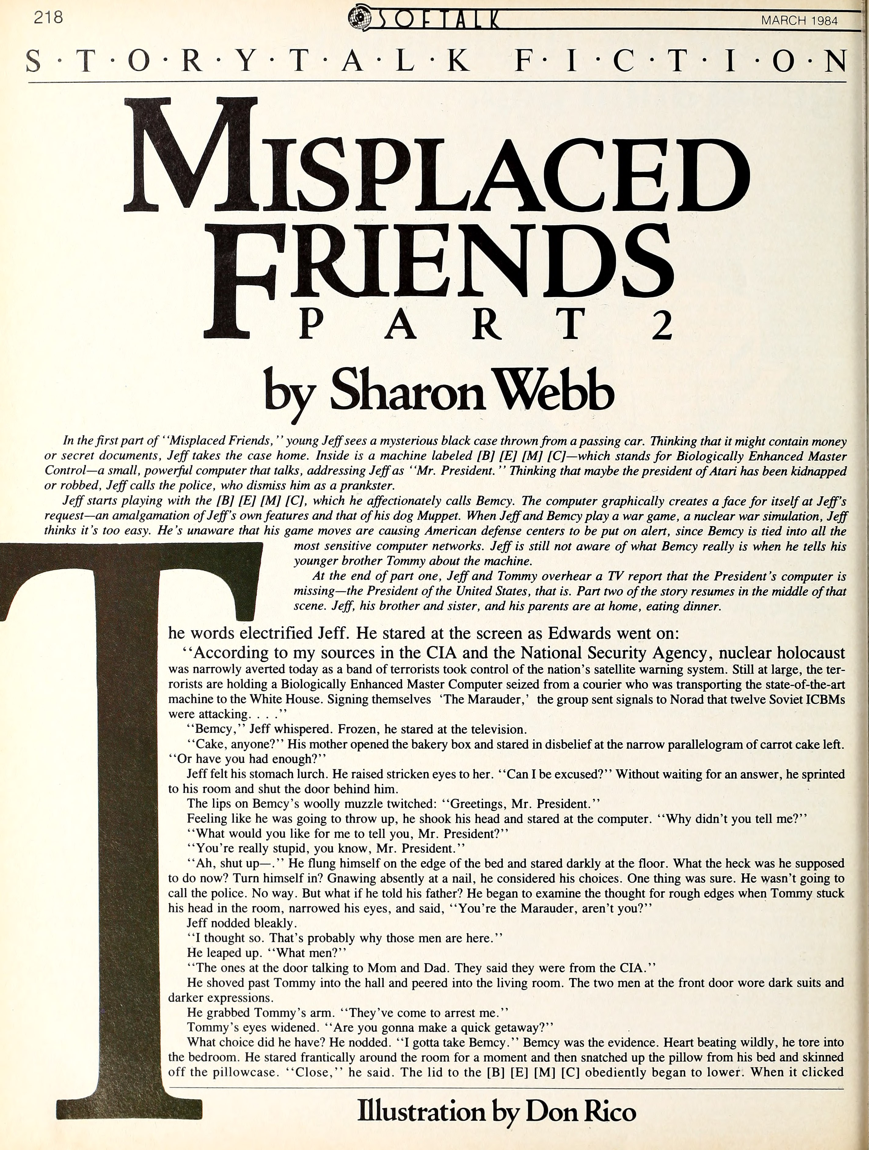 218
SOFTALK
MARCH 1984
S·T·O·R·Y·T·A·L·K F·I·C·T·I·O·N
MISPLACED
FRIENDS
PART 2
by Sharon Webb
In the first part of "Misplaced Friends," young Jeff sees a mysterious black case thrown from a passing car. Thinking that it might contain money
or secret documents, Jeff takes the case home. Inside is a machine labeled [B] [E] [M] [C]—which stands for Biologically Enhanced Master
Control—a small, powerful computer that talks, addressing Jeff as "Mr. President." Thinking that maybe the president of Atari has been kidnapped
or robbed, Jeff calls the police, who dismiss him as a prankster.
Jeff starts playing with the [B] [E] [M] [C], which he affectionately calls Bemcy. The computer graphically creates a face for itself at Jeff's
request—an amalgamation of Jeff's own features and that of his dog Muppet. When Jeff and Bemcy play a war game, a nuclear war simulation, Jeff
thinks it's too easy. He's unaware that his game moves are causing American defense centers to be put on alert, since Bemcy is tied into all the
most sensitive computer networks. Jeff is still not aware of what Bemcy really is when he tells his
younger brother Tommy about the machine.
At the end of part one, Jeff and Tommy overhear a TV report that the President's computer is
missing—the President of the United States, that is. Part two of the story resumes in the middle of that
scene. Jeff, his brother and sister, and his parents are at home, eating dinner.
The words electrified Jeff. He stared at the screen as Edwards went on:
"According to my sources in the CIA and the National Security Agency, nuclear holocaust
was narrowly averted today as a band of terrorists took control of the nation's satellite warning system. Still at large, the ter-
rorists are holding a Biologically Enhanced Master Computer seized from a courier who was transporting the state-of-the-art
machine to the White House. Signing themselves 'The Marauder,' the group sent signals to Norad that twelve Soviet ICBMs
were attacking. . . ."
"Bemcy," Jeff whispered. Frozen, he stared at the television.
"Cake, anyone?" His mother opened the bakery box and stared in disbelief at the narrow parallelogram of carrot cake left.
"Or have you had enough?"
Jeff felt his stomach lurch. He raised stricken eyes to her. "Can I be excused?" Without waiting for an answer, he sprinted
to his room and shut the door behind him.
The lips on Bemcy's woolly muzzle twitched: "Greetings, Mr. President."
Feeling like he was going to throw up, he shook his head and stared at the computer. "Why didn't you tell me?"
"What would you like for me to tell you, Mr. President?"
"You're really stupid, you know, Mr. President."
"Ah, shut up—." He flung himself on the edge of the bed and stared darkly at the floor. What the heck was he supposed
to do now? Turn himself in? Gnawing absently at a nail, he considered his choices. One thing was sure. He wasn't going to
call the police. No way. But what if he told his father? He began to examine the thought for rough edges when Tommy stuck
his head in the room, narrowed his eyes, and said, "You're the Marauder, aren't you?"
Jeff nodded bleakly.
"I thought so. That's probably why those men are here."
He leaped up. "What men?"
"The ones at the door talking to Mom and Dad. They said they were from the CIA."
He shoved past Tommy into the hall and peered into the living room. The two men at the front door wore dark suits and
darker expressions.
He grabbed Tommy's arm. "They've come to arrest me."
Tommy's eyes widened. "Are you gonna make a quick getaway?"
What choice did he have? He nodded. "I gotta take Bemcy." Bemcy was the evidence. Heart beating wildly, he tore into
the bedroom. He stared frantically around the room for a moment and then snatched up the pillow from his bed and skinned
off the pillowcase. "Close," he said. The lid to the [B] [E] [M] [C] obediently began to lower. When it clicked
Illustration by Don Rico